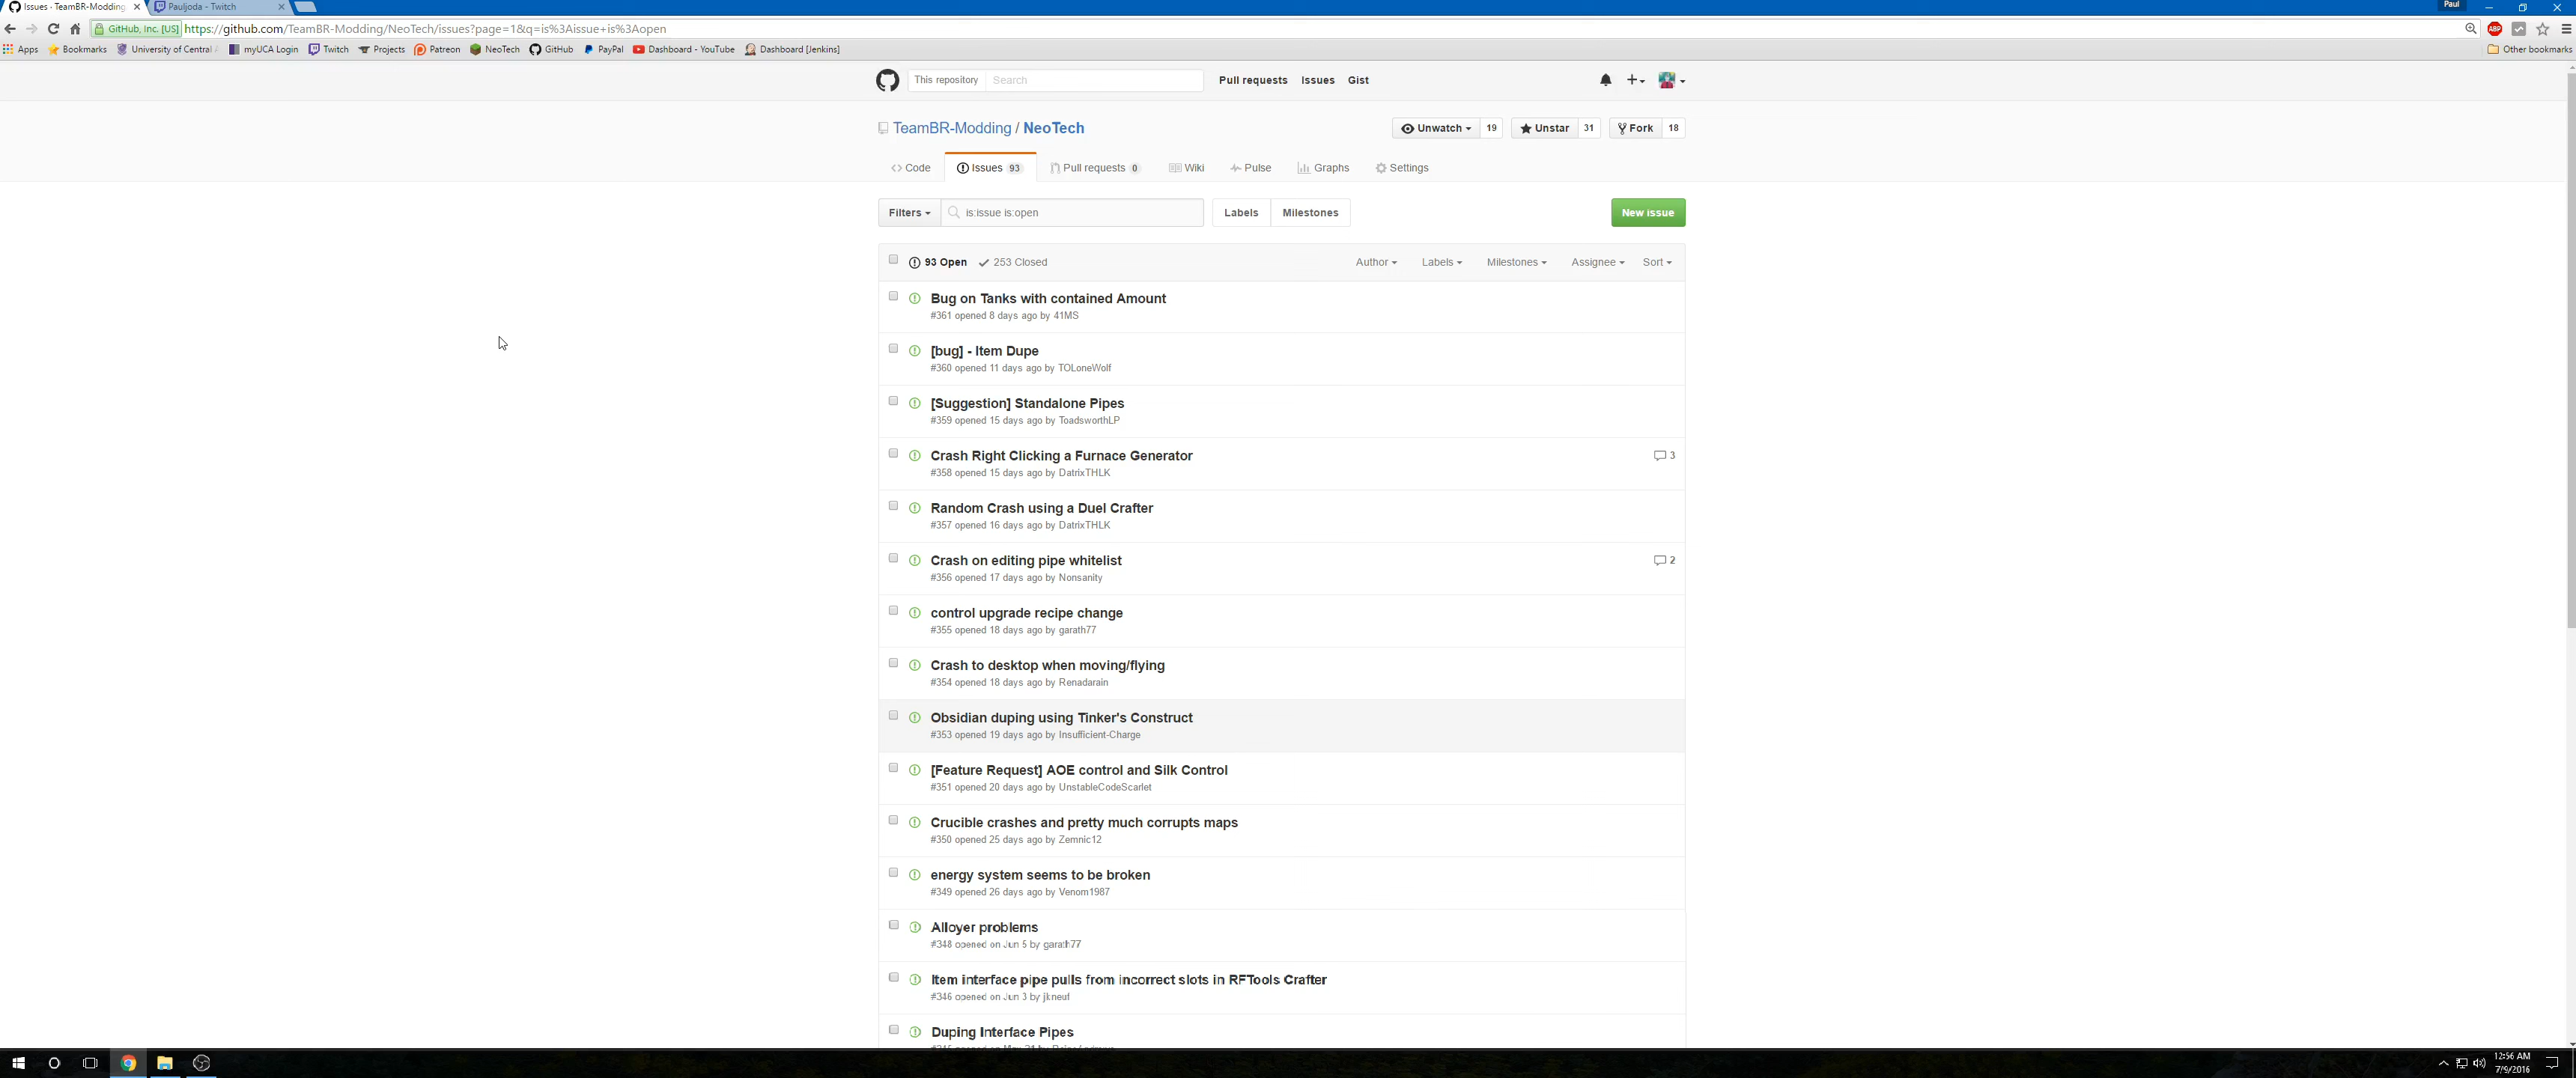 Issues · TeamBR-Modding
Pauljoda - Twitch
Paul
GitHub, Inc. [US]
https://github.com/TeamBR-Modding/NeoTech/issues?page=1&q=is%3Aissue+is%3Aopen
Apps Bookmarks University of Central myUCA Login Twitch Projects Patreon NeoTech GitHub PayPal Dashboard - YouTube Dashboard [Jenkins] Other bookmarks
This repository Search Pull requests Issues Gist
TeamBR-Modding / NeoTech
Unwatch 19 Unstar 31 Fork 18
Code Issues 93 Pull requests 0 Wiki Pulse Graphs Settings
Filters is:issue is:open Labels Milestones New issue
93 Open 253 Closed Author Labels Milestones Assignee Sort
Bug on Tanks with contained Amount
#361 opened 8 days ago by 41MS
[bug] - Item Dupe
#360 opened 11 days ago by TOLoneWolf
[Suggestion] Standalone Pipes
#359 opened 15 days ago by ToadsworthLP
Crash Right Clicking a Furnace Generator 3
#358 opened 15 days ago by DatrixTHLK
Random Crash using a Duel Crafter
#357 opened 16 days ago by DatrixTHLK
Crash on editing pipe whitelist 2
#356 opened 17 days ago by Nonsanity
control upgrade recipe change
#355 opened 18 days ago by garath77
Crash to desktop when moving/flying
#354 opened 18 days ago by Renadarain
Obsidian duping using Tinker's Construct
#353 opened 19 days ago by Insufficient-Charge
[Feature Request] AOE control and Silk Control
#351 opened 20 days ago by UnstableCodeScarlet
Crucible crashes and pretty much corrupts maps
#350 opened 25 days ago by Zemnic12
energy system seems to be broken
#349 opened 26 days ago by Venom1987
Alloyer problems
#348 opened on Jun 5 by garath77
Item interface pipe pulls from incorrect slots in RFTools Crafter
#346 opened on Jun 3 by jkneuf
Duping Interface Pipes
12:56 AM
7/9/2016